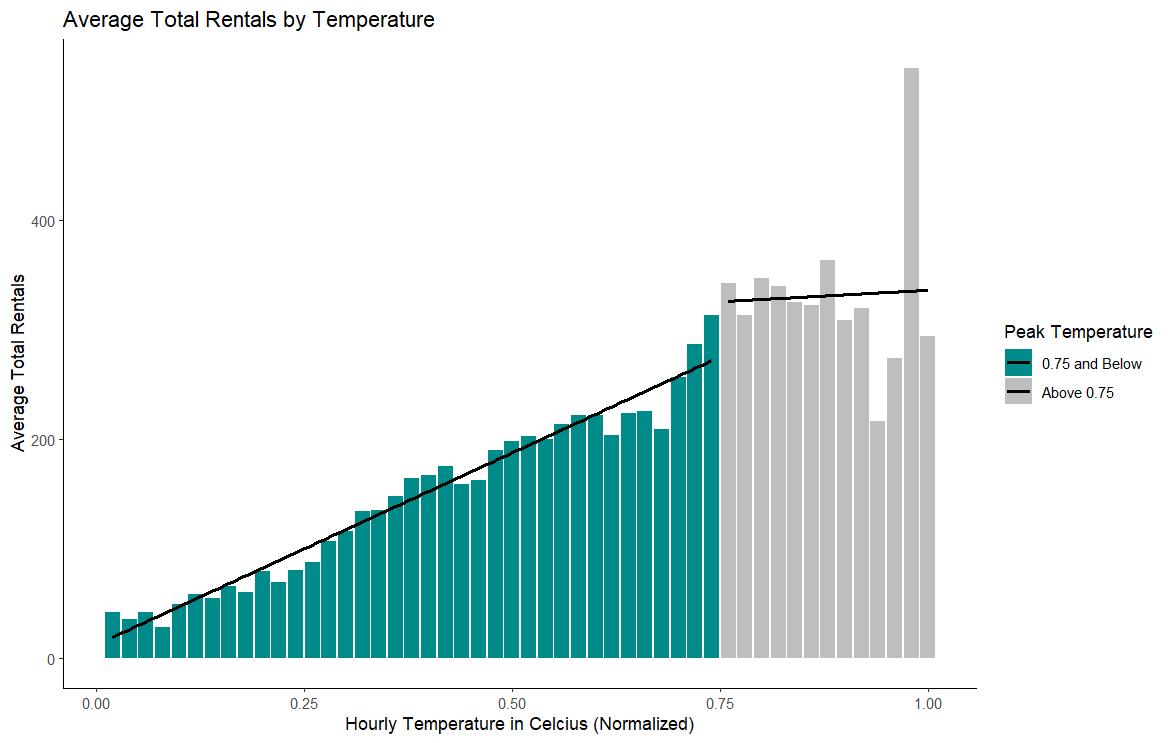 Average Total Rentals by Temperature
Average Total Rentals
400
200
0
0.00
0.25
0.50
0.75
1.00
Hourly Temperature in Celcius (Normalized)
Peak Temperature
0.75 and Below
Above 0.75